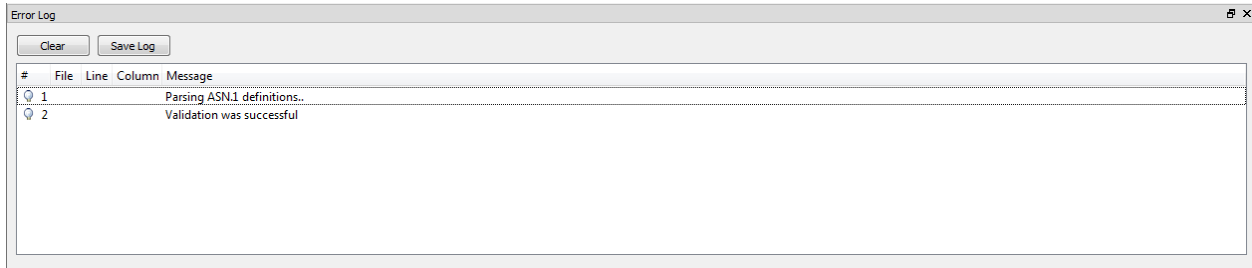 Error Log
Clear Save Log
# File Line Column Message
1 Parsing ASN.1 definitions..
2 Validation was successful